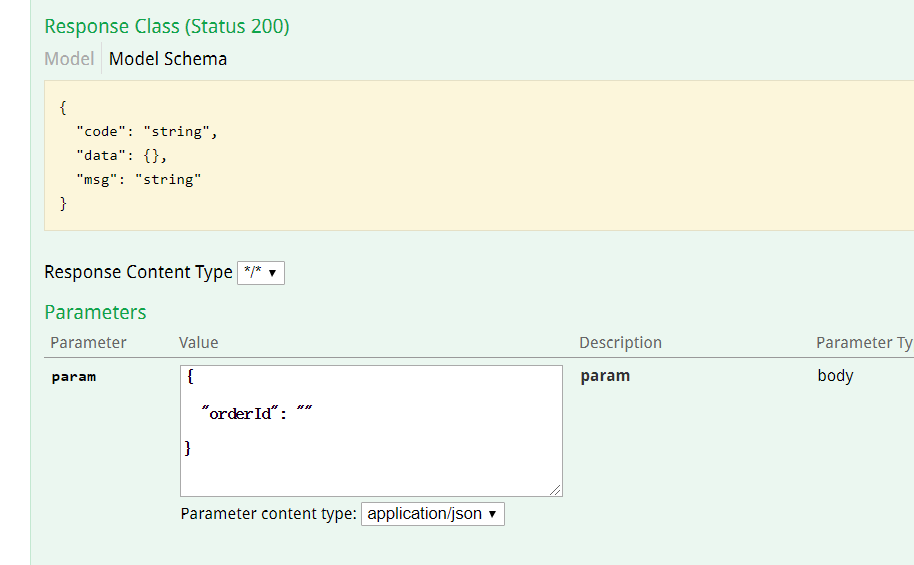 Response Class (Status 200)
Model Model Schema
{
"code": "string",
"data": {},
"msg": "string"
}
Response Content Type */*
Parameters
Parameter Value Description Parameter Ty
param { param body
"orderId": ""
}
Parameter content type: application/json